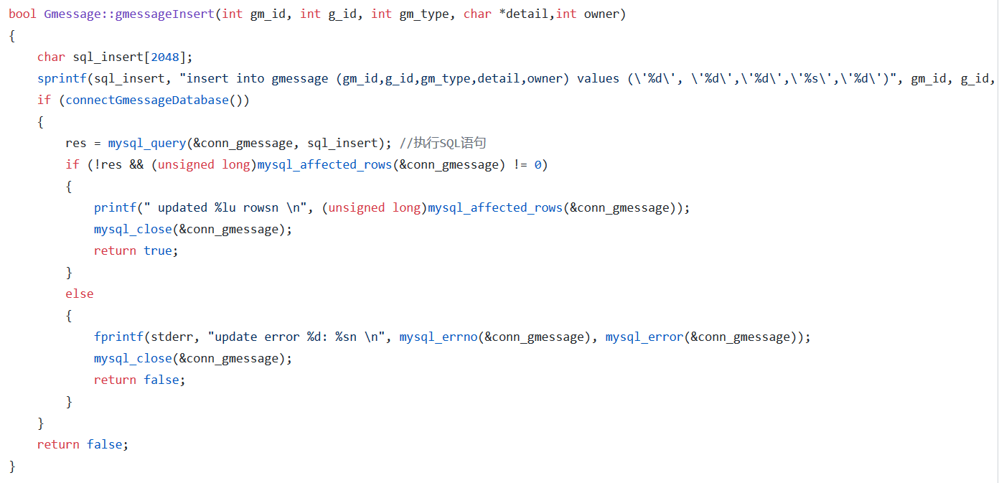 bool Gmessage::gmessageInsert(int gm_id, int g_id, int gm_type, char *detail,int owner)
{
    char sql_insert[2048];
    sprintf(sql_insert, "insert into gmessage (gm_id,g_id,gm_type,detail,owner) values (\'%d\', \'%d\',\'%d\',\'%s\',\'%d\')", gm_id, g_id,
    if (connectGmessageDatabase())
    {
        res = mysql_query(&conn_gmessage, sql_insert); //执行SQL语句
        if (!res && (unsigned long)mysql_affected_rows(&conn_gmessage) != 0)
        {
            printf(" updated %lu rowsn \n", (unsigned long)mysql_affected_rows(&conn_gmessage));
            mysql_close(&conn_gmessage);
            return true;
        }
        else
        {
            fprintf(stderr, "update error %d: %sn \n", mysql_errno(&conn_gmessage), mysql_error(&conn_gmessage));
            mysql_close(&conn_gmessage);
            return false;
        }
    }
    return false;
}